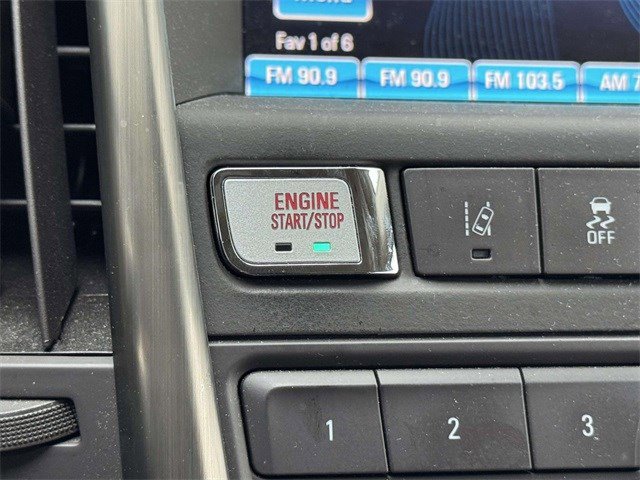 Fav 1 of 6
FM 90.9 FM 90.9 FM 103.5 AM
ENGINE
START/STOP
OFF
1 2 3